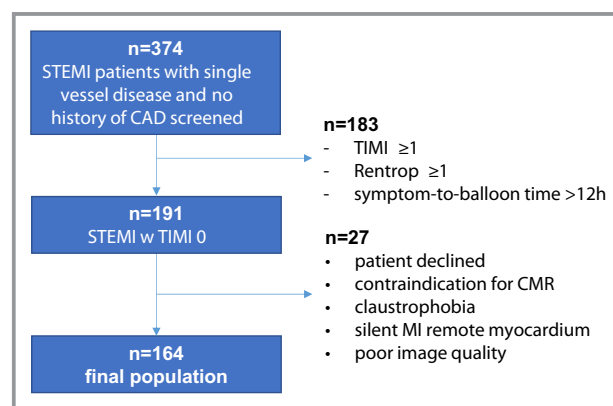 n=374
STEMI patients with single
vessel disease and no
history of CAD screened
n=183
- TIMI ≥1
- Rentrop ≥1
- symptom-to-balloon time >12h
n=191
STEMI w TIMI 0
n=27
• patient declined
• contraindication for CMR
• claustrophobia
• silent MI remote myocardium
• poor image quality
n=164
final population